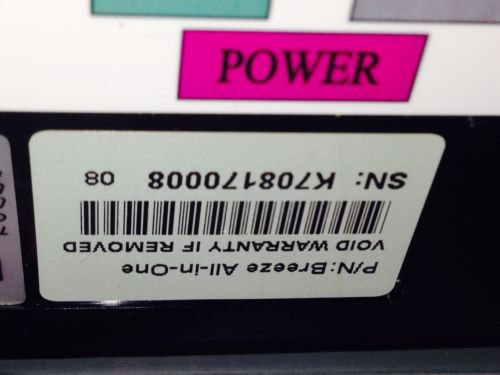 POWER
P/N:Breeze All-in-One
VOID WARRANTY IF REMOVED
SN: K708170008 08